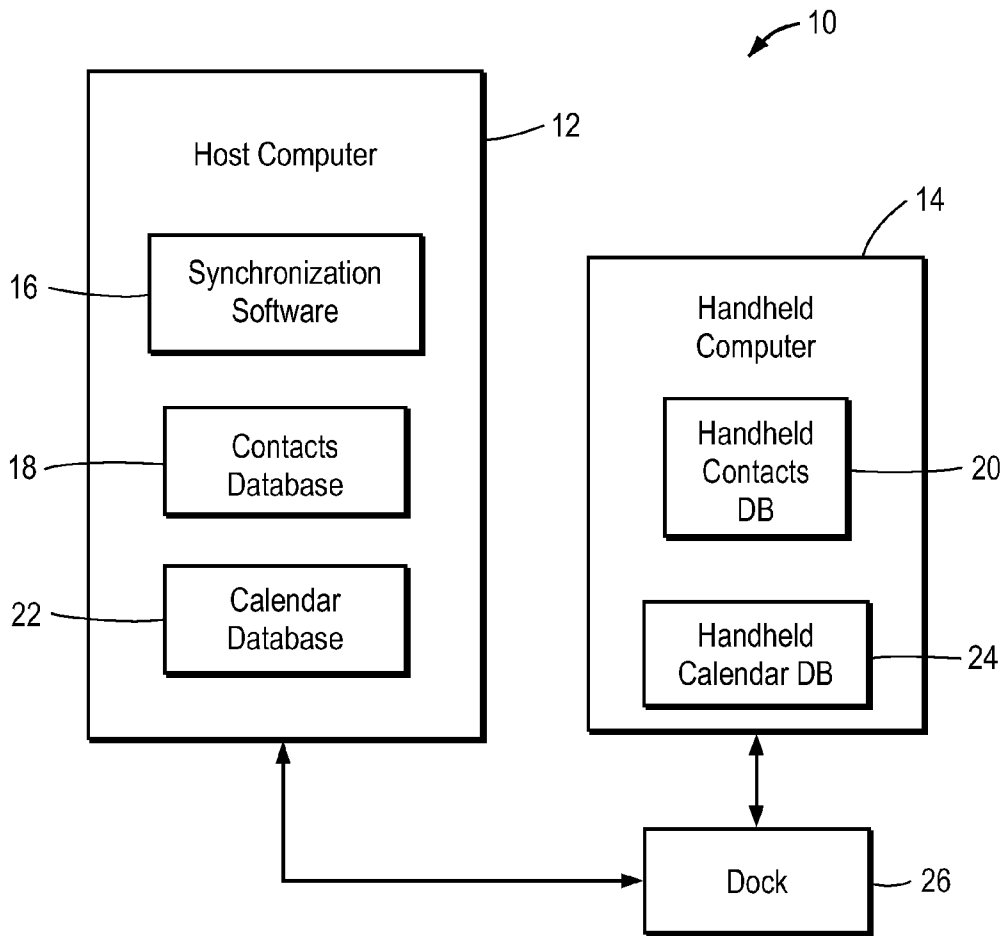 10
12
Host Computer
14
16
Synchronization
Software
Handheld
Computer
18
Contacts
Database
Handheld
Contacts
DB
20
22
Calendar
Database
Handheld
Calendar DB
24
Dock
26